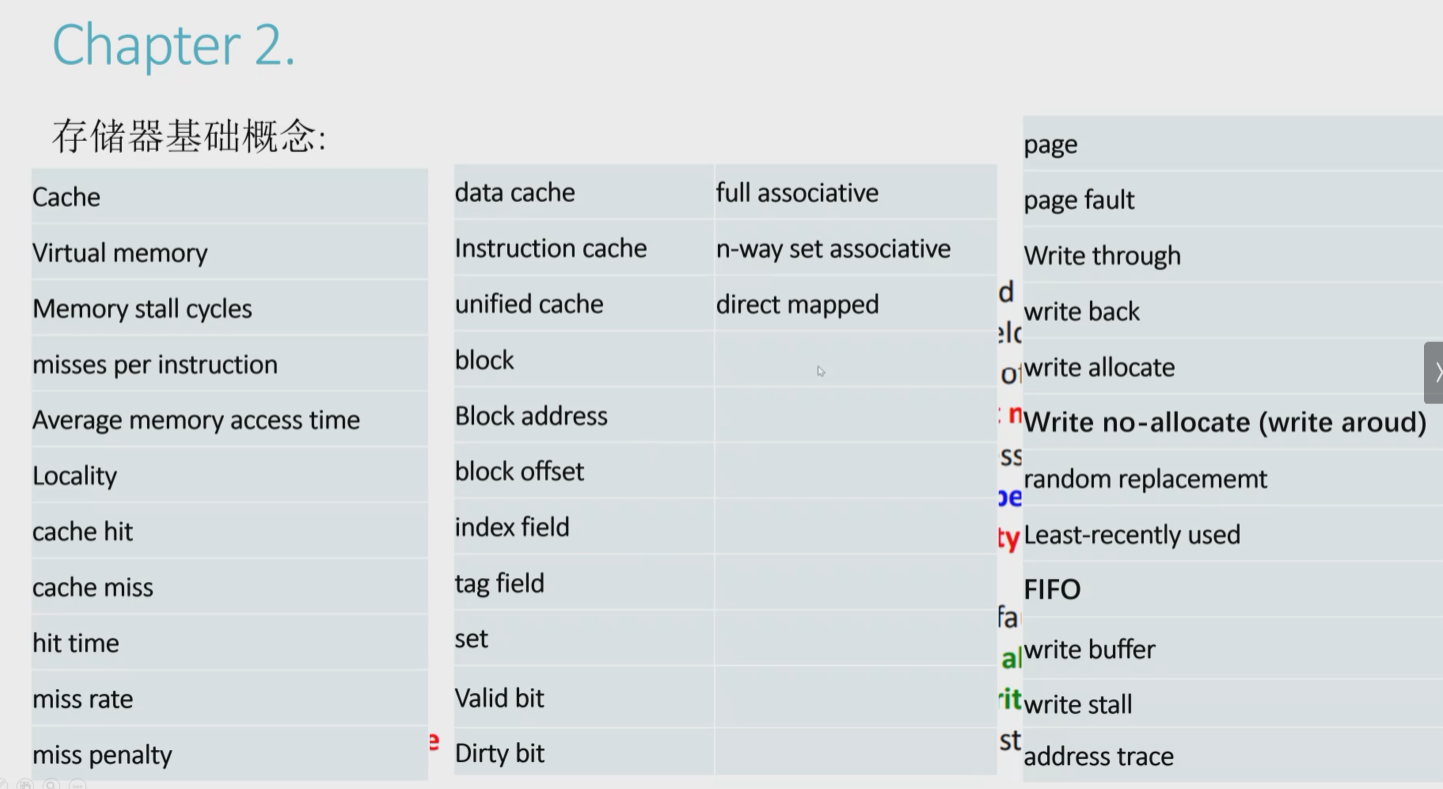 Chapter 2.
存储器基础概念:
Cache
Virtual memory
Memory stall cycles
misses per instruction
Average memory access time
Locality
cache hit
cache miss
hit time
miss rate
miss penalty
e
data cache
Instruction cache
unified cache
block
Block address
block offset
index field
tag field
set
Valid bit
Dirty bit
full associative
n-way set associative
direct mapped
page
page fault
Write through
write back
write allocate
Write no-allocate (write aroud)
random replacememt
Least-recently used
FIFO
write buffer
write stall
address trace